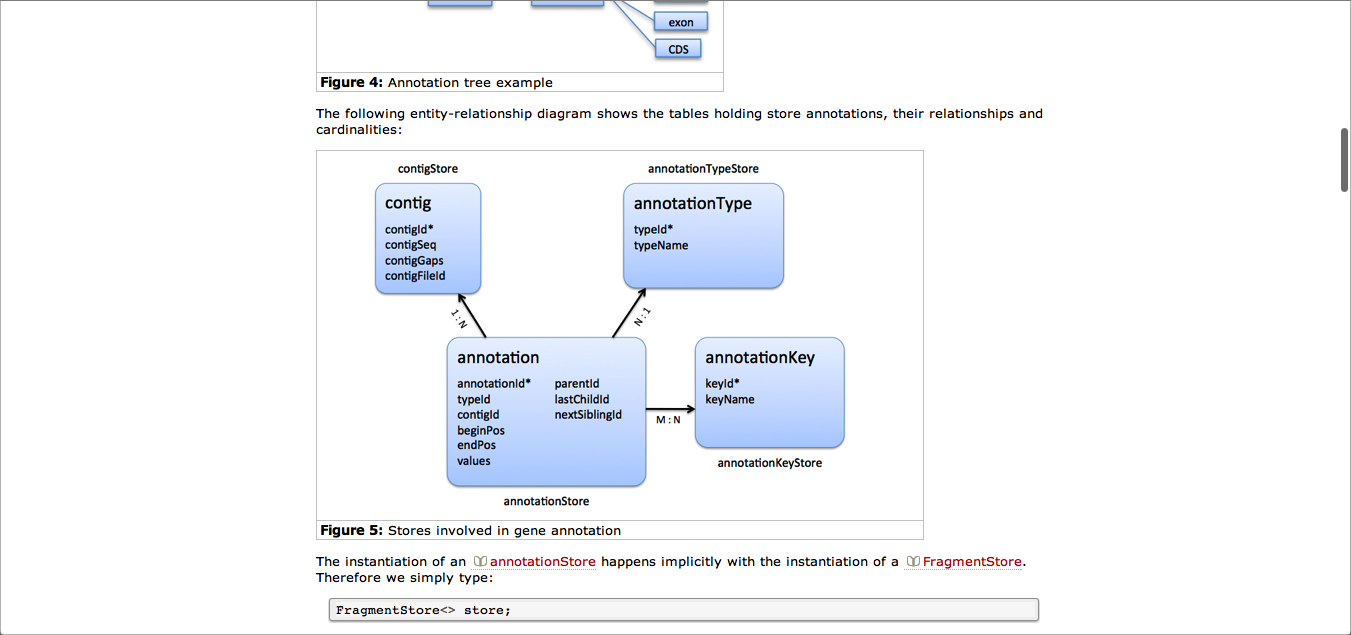 exon
CDS
Figure 4: Annotation tree example
The following entity-relationship diagram shows the tables holding store annotations, their relationships and
cardinalities:
contigStore
contig
contigId*
contigSeq
contigGaps
contigFileId
annotationTypeStore
annotationType
typeId*
typeName
1 : N
N : 1
annotation
annotationId*
typeId
contigId
beginPos
endPos
values
parentId
lastChildId
nextSiblingId
annotationStore
M : N
annotationKey
keyId*
keyName
annotationKeyStore
Figure 5: Stores involved in gene annotation
The instantiation of an annotationStore happens implicitly with the instantiation of a FragmentStore.
Therefore we simply type:
FragmentStore<> store;